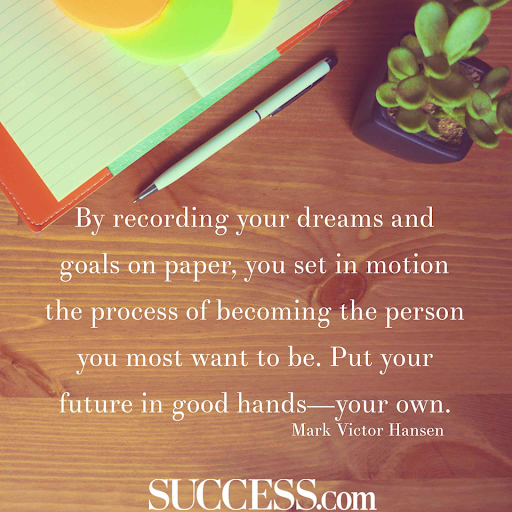 By recording your dreams and
goals on paper, you set in motion
the process of becoming the person
you most want to be. Put your
future in good hands—your own.
Mark Victor Hansen
SUCCESS.com